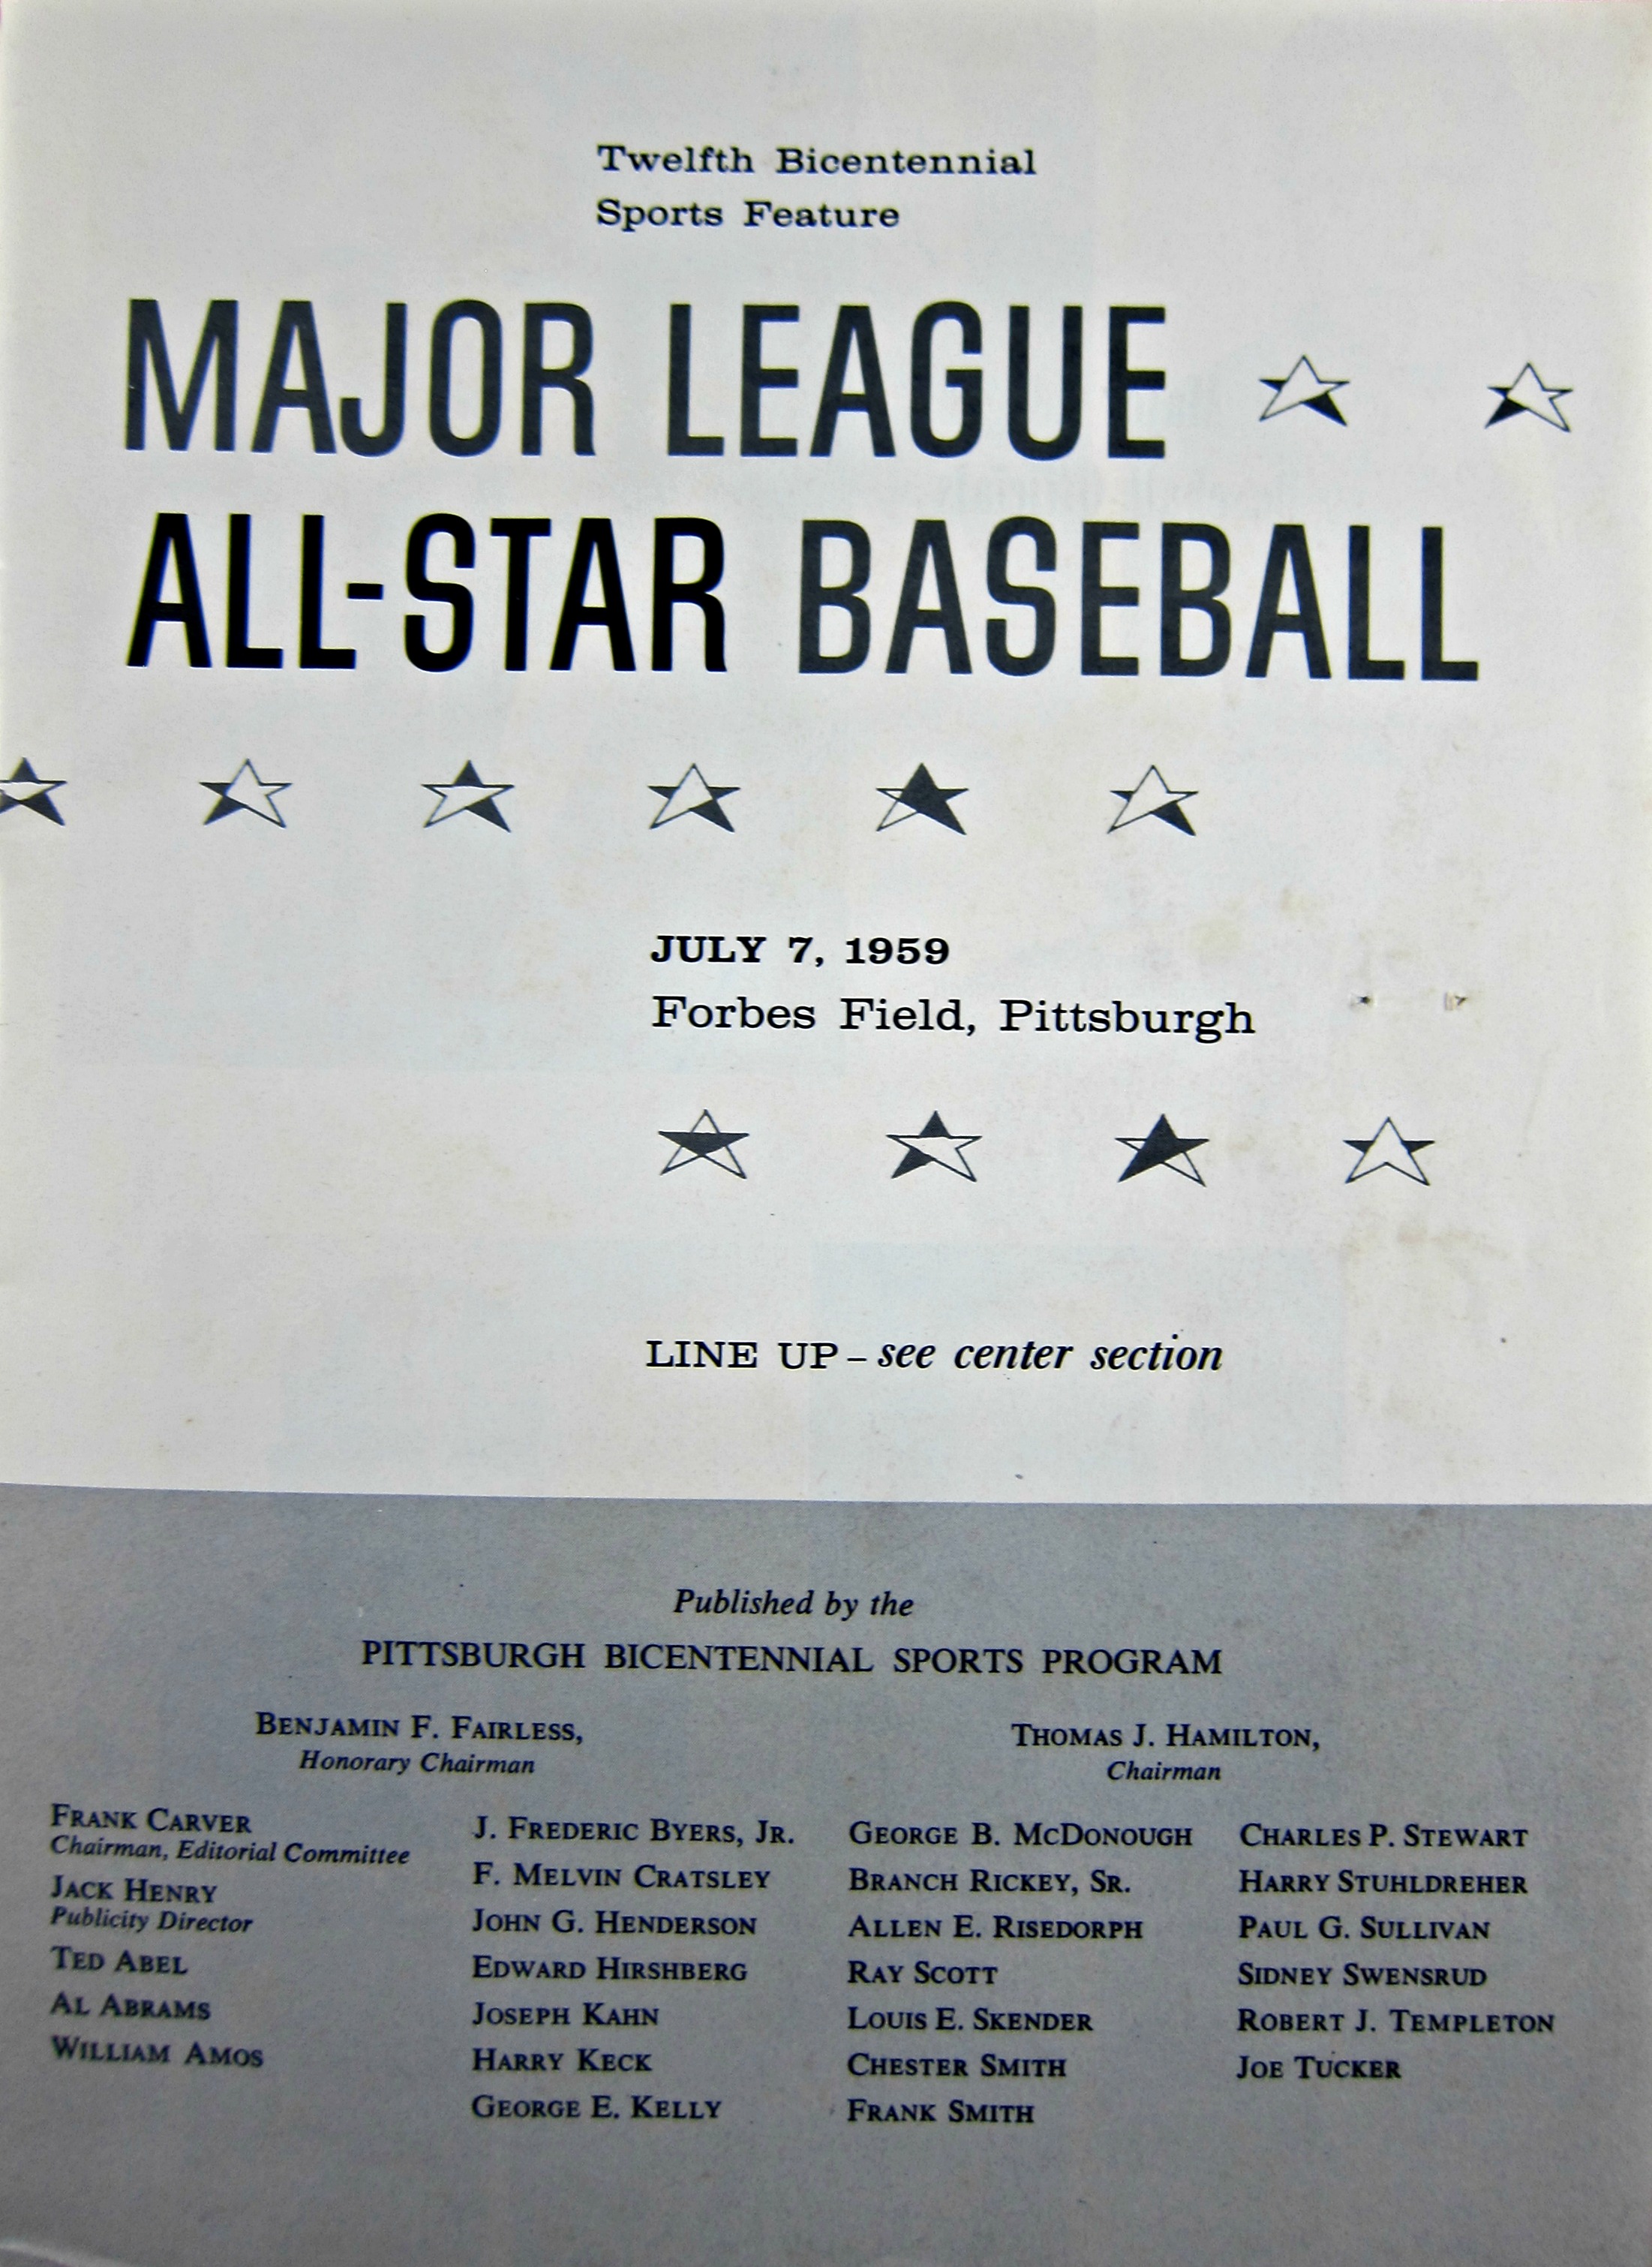 Twelfth Bicentennial
Sports Feature
MAJOR LEAGUE
ALL-STAR BASEBALL
JULY 7, 1959
Forbes Field, Pittsburgh
LINE UP – see center section
Published by the
PITTSBURGH BICENTENNIAL SPORTS PROGRAM
BENJAMIN F. FAIRLESS,
Honorary Chairman
THOMAS J. HAMILTON,
Chairman
FRANK CARVER
Chairman, Editorial Committee
JACK HENRY
Publicity Director
TED ABEL
AL ABRAMS
WILLIAM AMOS
J. FREDERIC BYERS, JR.
F. MELVIN CRATSLEY
JOHN G. HENDERSON
EDWARD HIRSHBERG
JOSEPH KAHN
HARRY KECK
GEORGE E. KELLY
GEORGE B. MCDONOUGH
BRANCH RICKEY, SR.
ALLEN E. RISEDORPH
RAY SCOTT
LOUIS E. SKENDER
CHESTER SMITH
FRANK SMITH
CHARLES P. STEWART
HARRY STUHLDREHER
PAUL G. SULLIVAN
SIDNEY SWENSRUD
ROBERT J. TEMPLETON
JOE TUCKER